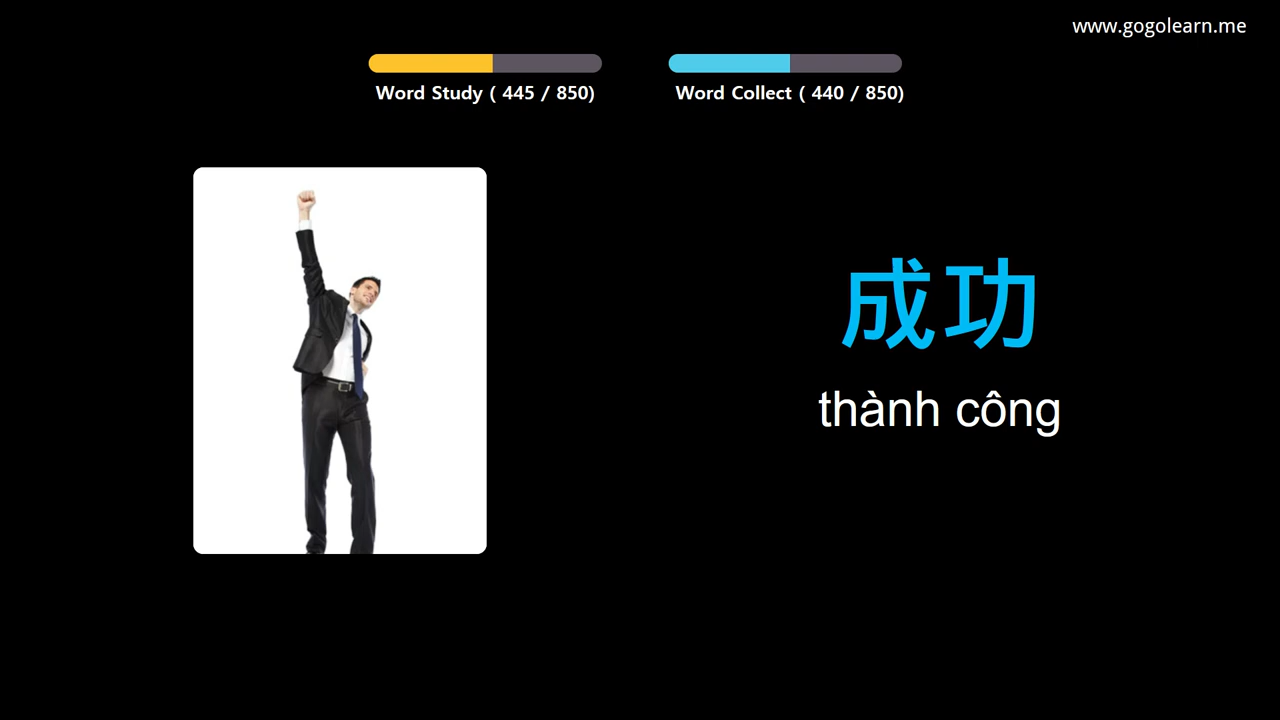 www.gogolearn.me
Word Study ( 445 / 850)
Word Collect ( 440 / 850)
成功
thành công